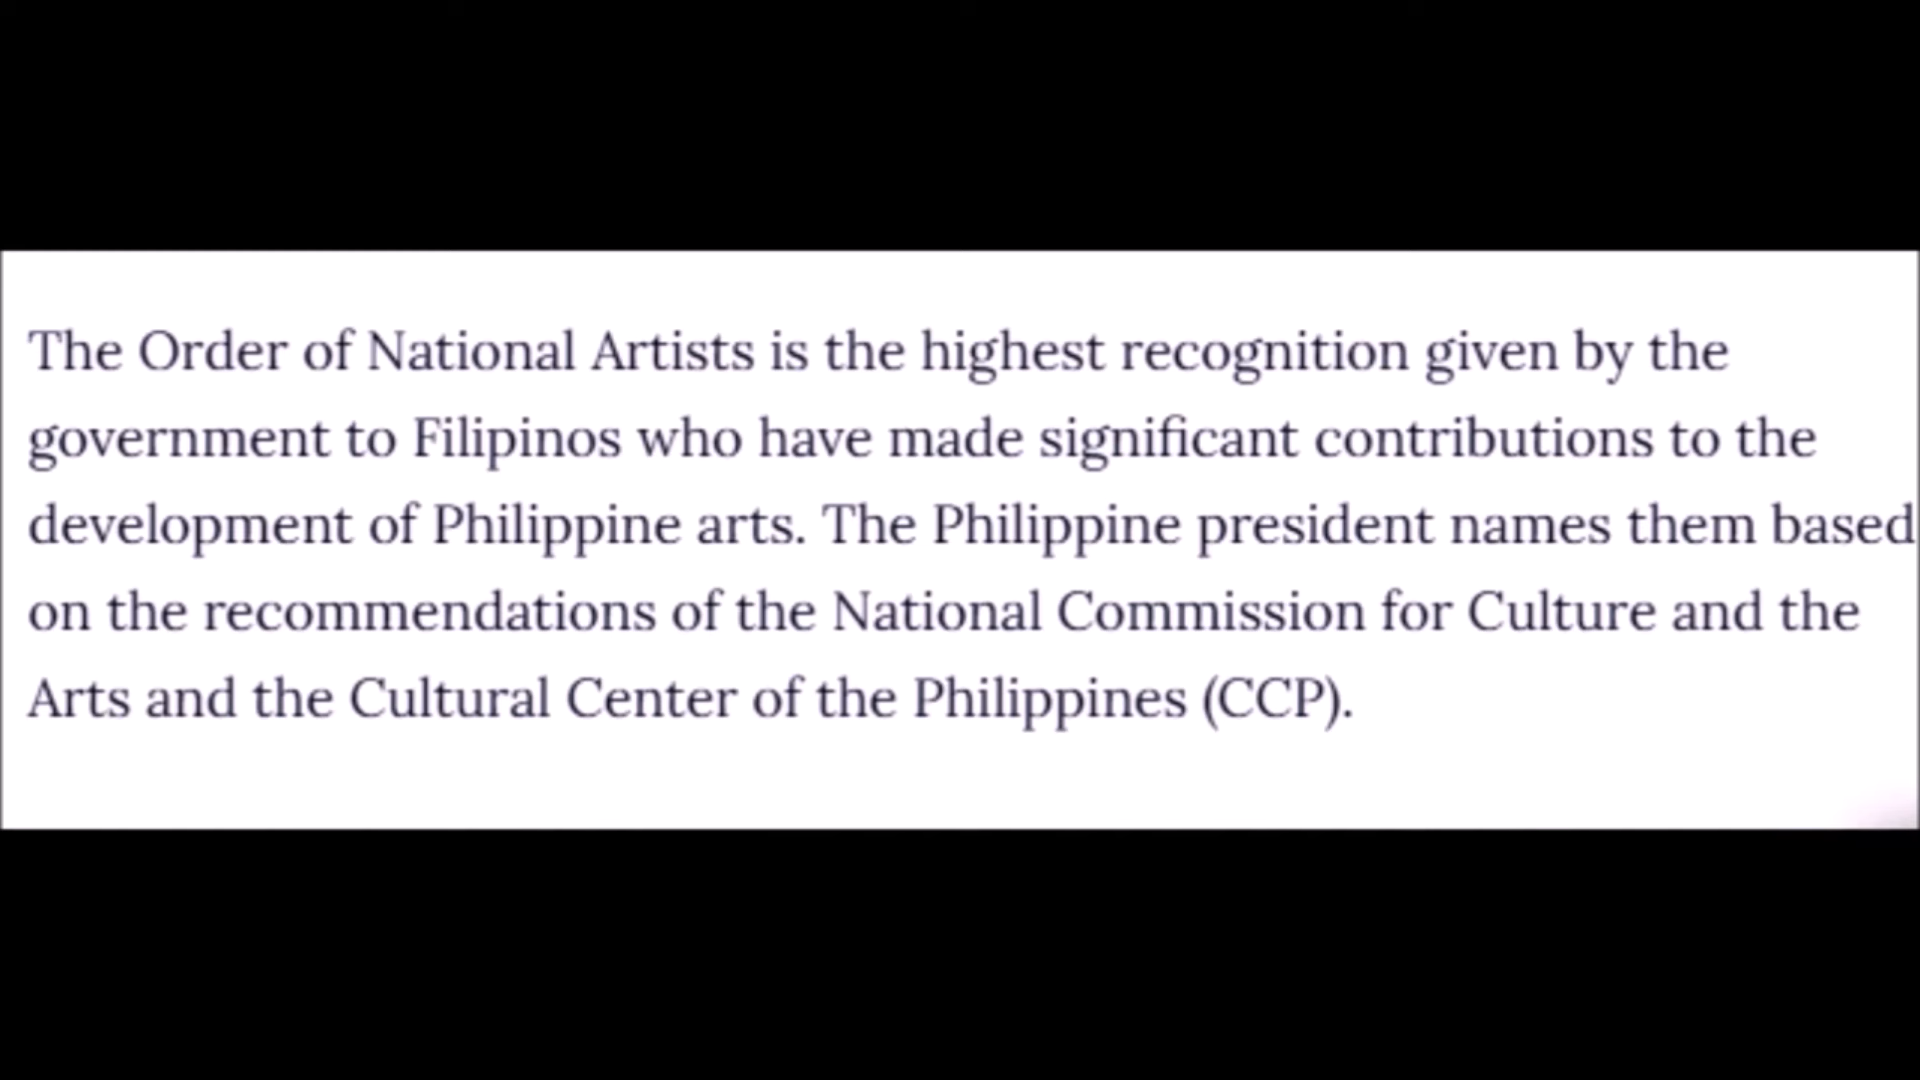 The Order of National Artists is the highest recognition given by the
government to Filipinos who have made significant contributions to the
development of Philippine arts. The Philippine president names them based
on the recommendations of the National Commission for Culture and the
Arts and the Cultural Center of the Philippines (CCP).